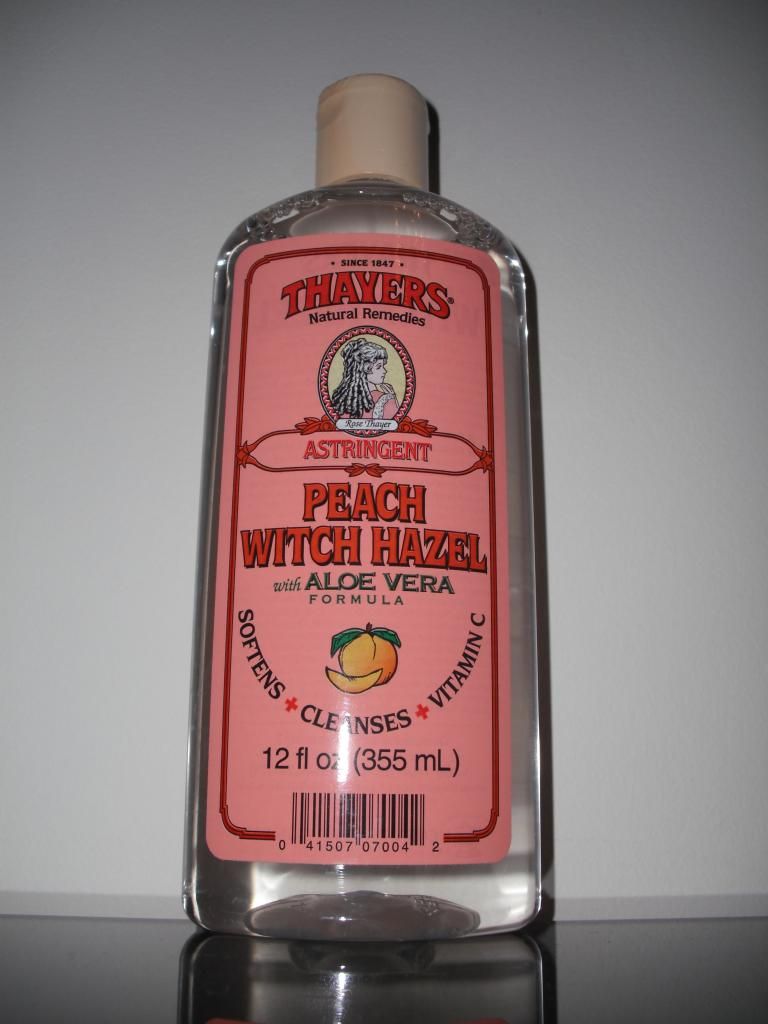 • SINCE 1847 •
THAYERS®
Natural Remedies
Rose Thayer
ASTRINGENT
PEACH
WITCH HAZEL
with ALOE VERA
FORMULA
SOFTENS + CLEANSES + VITAMIN C
12 fl oz (355 mL)
0 41507 07004 2